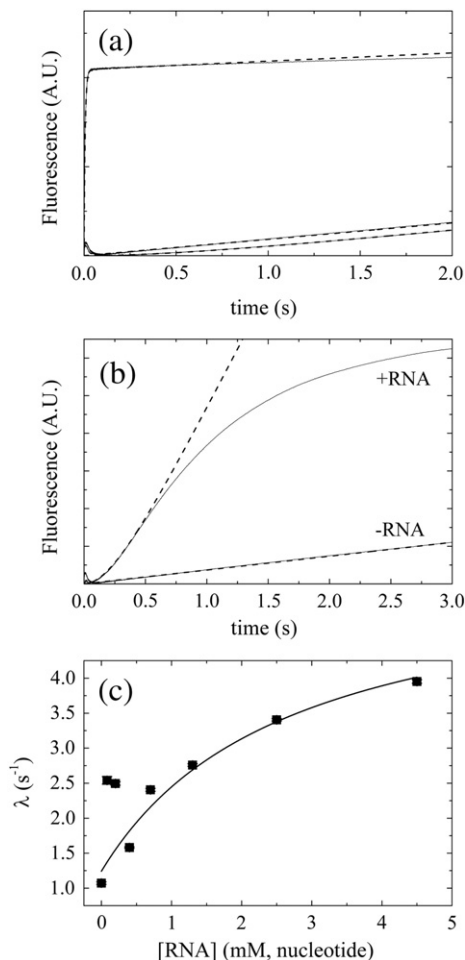 (a)
Fluorescence (A.U.)
0.0 0.5 1.0 1.5 2.0
time (s)
(b)
+RNA
-RNA
Fluorescence (A.U.)
0.0 0.5 1.0 1.5 2.0 2.5 3.0
time (s)
(c)
4.0
3.5
3.0
2.5
2.0
1.5
1.0
λ (s⁻¹)
0 1 2 3 4 5
[RNA] (mM, nucleotide)